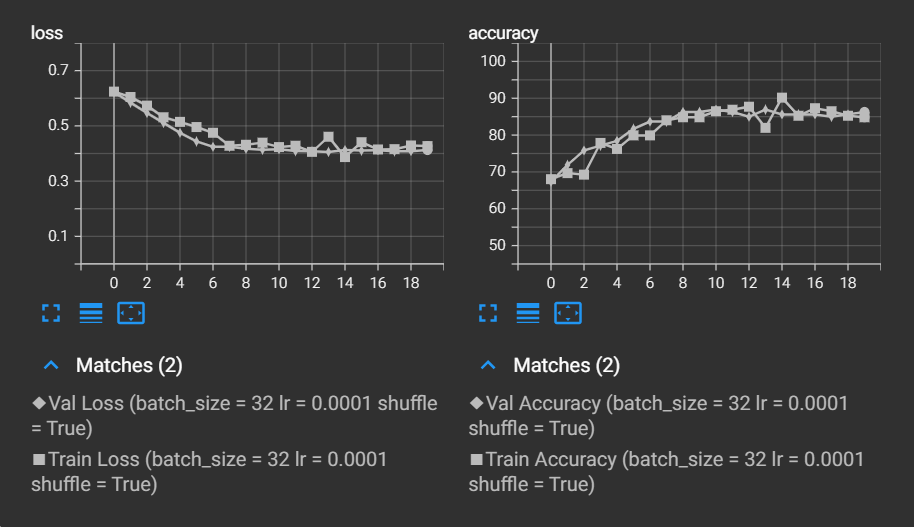 loss
0.7
0.5
0.3
0.1
0 2 4 6 8 10 12 14 16 18
Matches (2)
Val Loss (batch_size = 32 lr = 0.0001 shuffle
= True)
Train Loss (batch_size = 32 lr = 0.0001
shuffle = True)
accuracy
100
90
80
70
60
50
0 2 4 6 8 10 12 14 16 18
Matches (2)
Val Accuracy (batch_size = 32 lr = 0.0001
shuffle = True)
Train Accuracy (batch_size = 32 lr = 0.0001
shuffle = True)